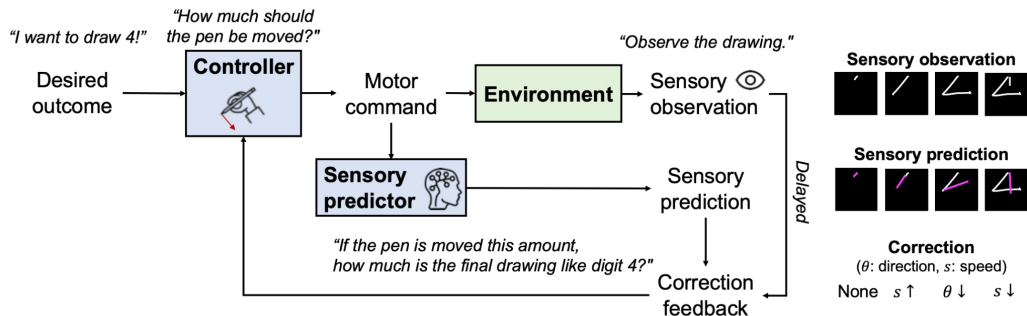 "I want to draw 4!"
Desired
outcome
"How much should
the pen be moved?"
Controller
Motor
command
Environment
"Observe the drawing."
Sensory
observation
Sensory
predictor
Sensory
prediction
Delayed
"If the pen is moved this amount,
how much is the final drawing like digit 4?"
Correction
feedback
Sensory observation
Sensory prediction
Correction
(θ: direction, s: speed)
None s ↑ θ ↓ s ↓